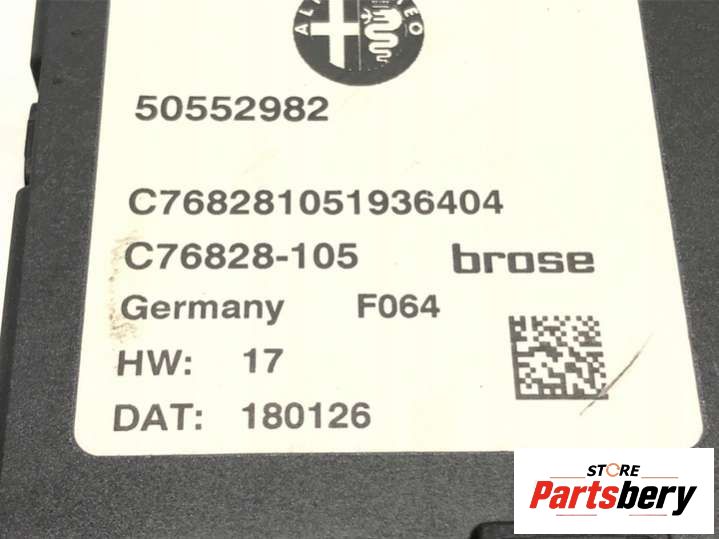 50552982
C768281051936404
C76828-105 brose
Germany F064
HW: 17
DAT: 180126
STORE
Partsbery